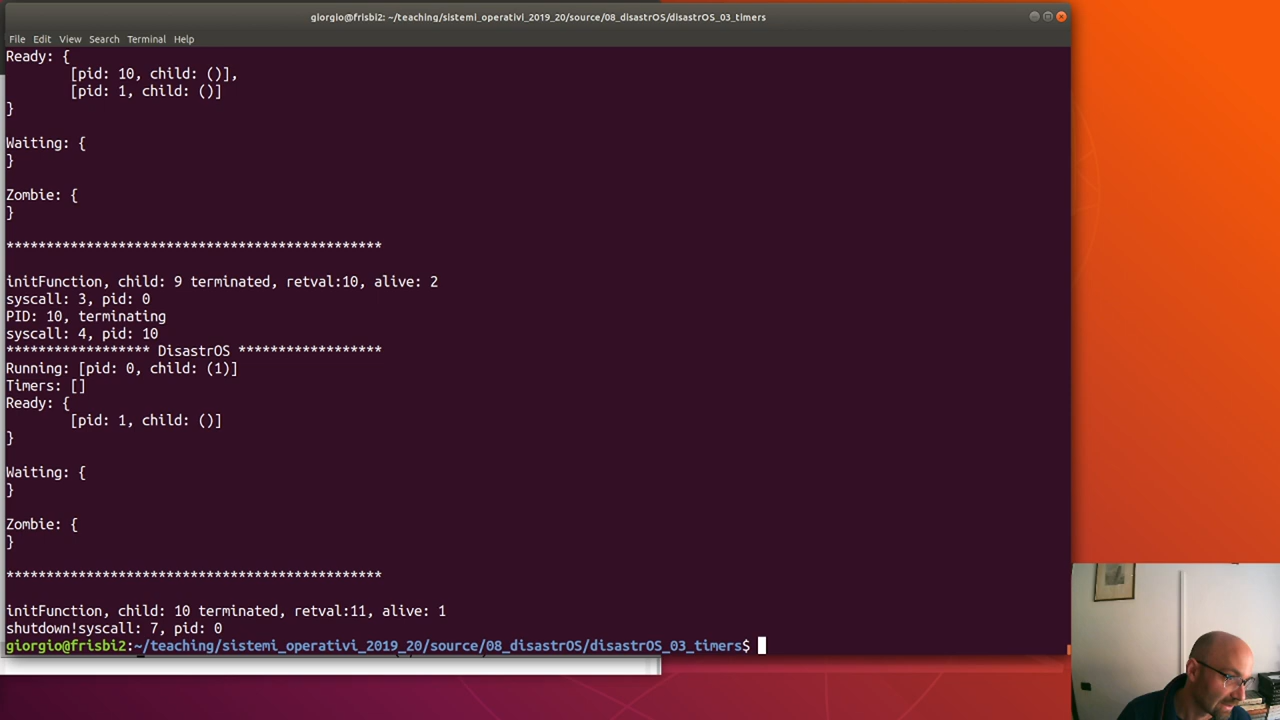 giorgio@frisbi2: ~/teaching/sistemi_operativi_2019_20/source/08_disastrOS/disastrOS_03_timers
File Edit View Search Terminal Help
Ready: {
[pid: 10, child: ()],
[pid: 1, child: ()]
}
Waiting: {
}
Zombie: {
}
***********************************************
initFunction, child: 9 terminated, retval:10, alive: 2
syscall: 3, pid: 0
PID: 10, terminating
syscall: 4, pid: 10
****************** DisastrOS ******************
Running: [pid: 0, child: (1)]
Timers: []
Ready: {
[pid: 1, child: ()]
}
Waiting: {
}
Zombie: {
}
***********************************************
initFunction, child: 10 terminated, retval:11, alive: 1
shutdown!syscall: 7, pid: 0
giorgio@frisbi2:~/teaching/sistemi_operativi_2019_20/source/08_disastrOS/disastrOS_03_timers$